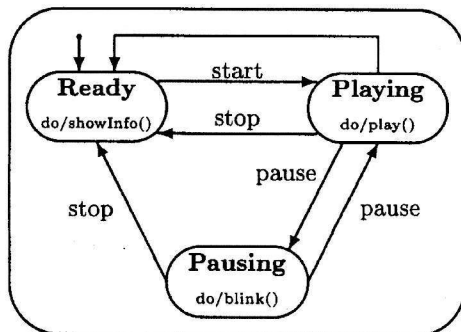 Ready
do/showInfo()
start
Playing
do/play()
stop
pause
stop
pause
Pausing
do/blink()